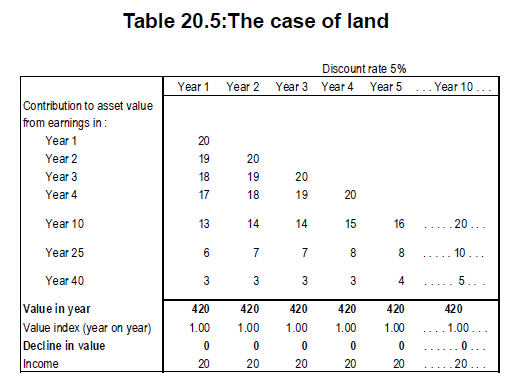 Table 20.5:The case of land
Discount rate 5%
Year 1 Year 2 Year 3 Year 4 Year 5 . . . Year 10 . . .
Contribution to asset value
from earnings in :
Year 1 20
Year 2 19 20
Year 3 18 19 20
Year 4 17 18 19 20
Year 10 13 14 14 15 16 . . . . . 20 . . .
Year 25 6 7 7 8 8 . . . . . 10 . . .
Year 40 3 3 3 3 4 . . . . . 5 . . .
Value in year 420 420 420 420 420 420
Value index (year on year) 1.00 1.00 1.00 1.00 1.00 . . . . 1.00 . . .
Decline in value 0 0 0 0 0 . . . . . 0 . . .
Income 20 20 20 20 20 . . . . . 20 . . .